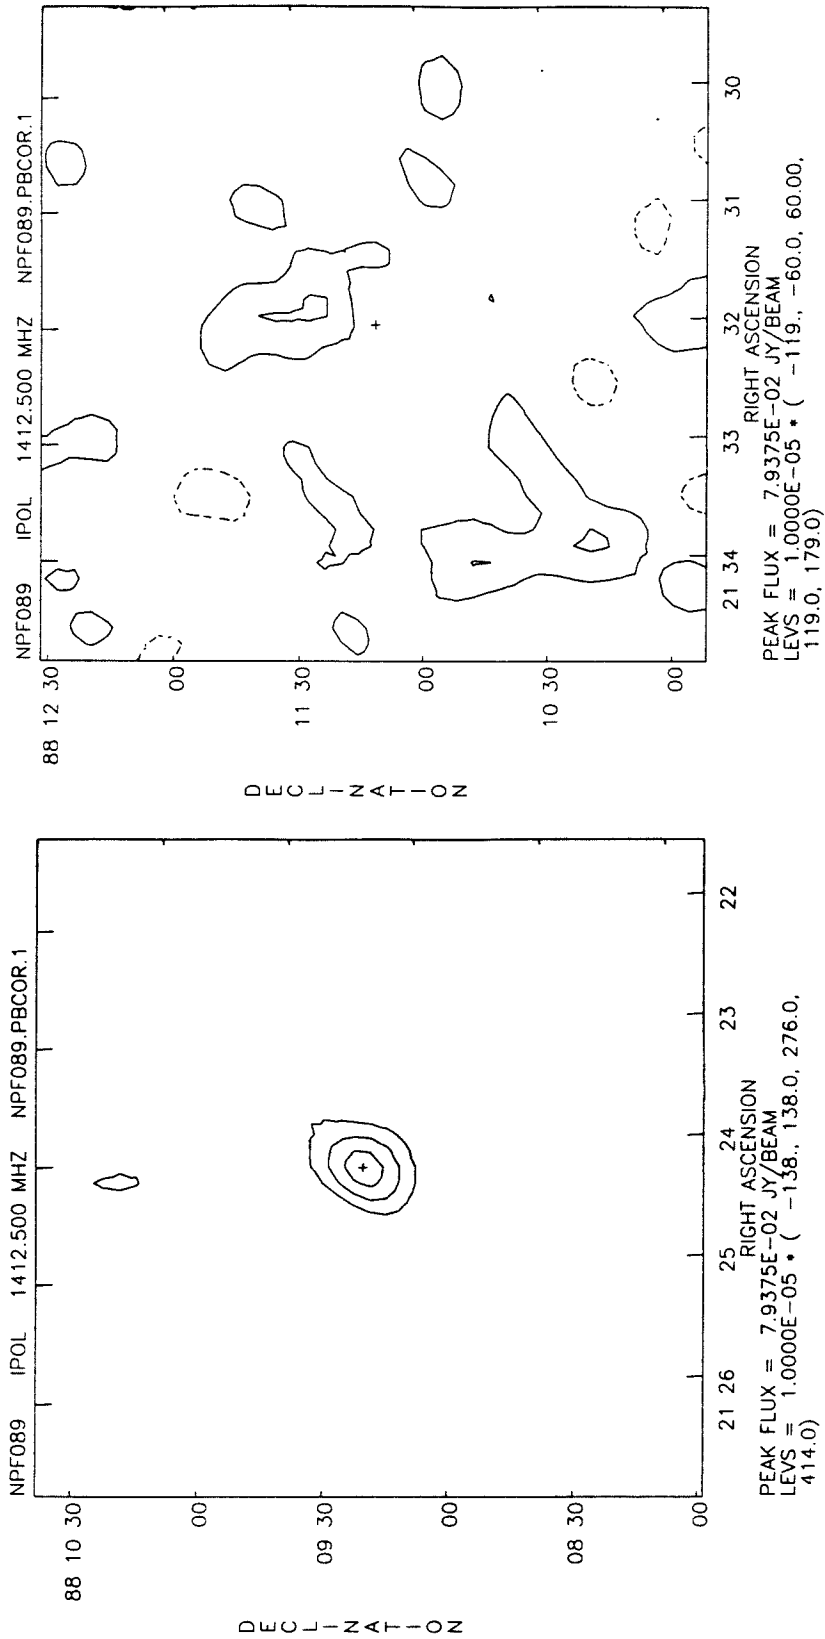 NPF089 IPOL 1412.500 MHZ NPF089.PBCOR.1
88 12 30
00
11 30
00
10 30
00
DECLINATION
21 34 33 32 31 30
RIGHT ASCENSION
PEAK FLUX = 7.9375E-02 JY/BEAM
LEVS = 1.0000E-05 * ( -119., -60.0, 60.00,
119.0, 179.0)
NPF089 IPOL 1412.500 MHZ NPF089.PBCOR.1
88 10 30
00
09 30
00
08 30
00
DECLINATION
21 26 25 24 23 22
RIGHT ASCENSION
PEAK FLUX = 7.9375E-02 JY/BEAM
LEVS = 1.0000E-05 * ( -138., 138.0, 276.0,
414.0)